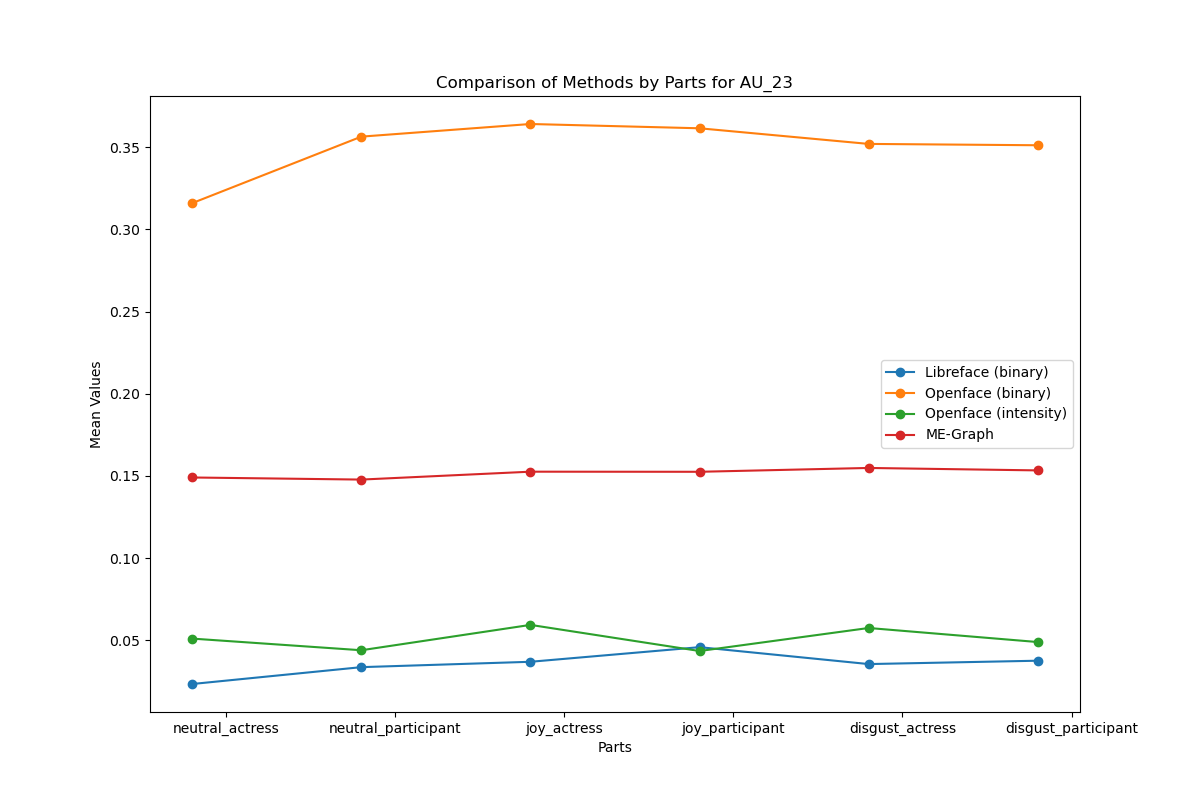 Comparison of Methods by Parts for AU_23
Mean Values
0.35
0.30
0.25
0.20
0.15
0.10
0.05
Libreface (binary)
Openface (binary)
Openface (intensity)
ME-Graph
neutral_actress neutral_participant joy_actress joy_participant disgust_actress disgust_participant
Parts